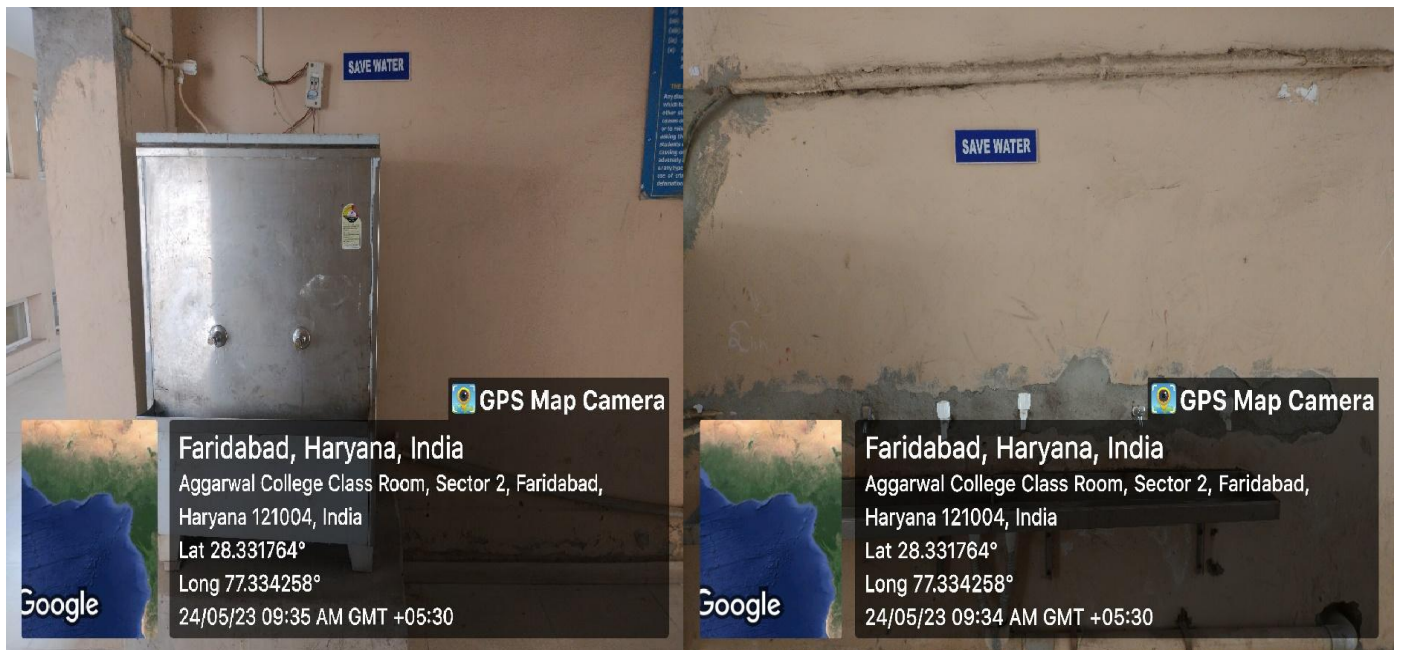 SAVE WATER
GPS Map Camera
Faridabad, Haryana, India
Aggarwal College Class Room, Sector 2, Faridabad,
Haryana 121004, India
Lat 28.331764°
Long 77.334258°
24/05/23 09:35 AM GMT +05:30
Google
SAVE WATER
GPS Map Camera
Faridabad, Haryana, India
Aggarwal College Class Room, Sector 2, Faridabad,
Haryana 121004, India
Lat 28.331764°
Long 77.334258°
24/05/23 09:34 AM GMT +05:30
Google